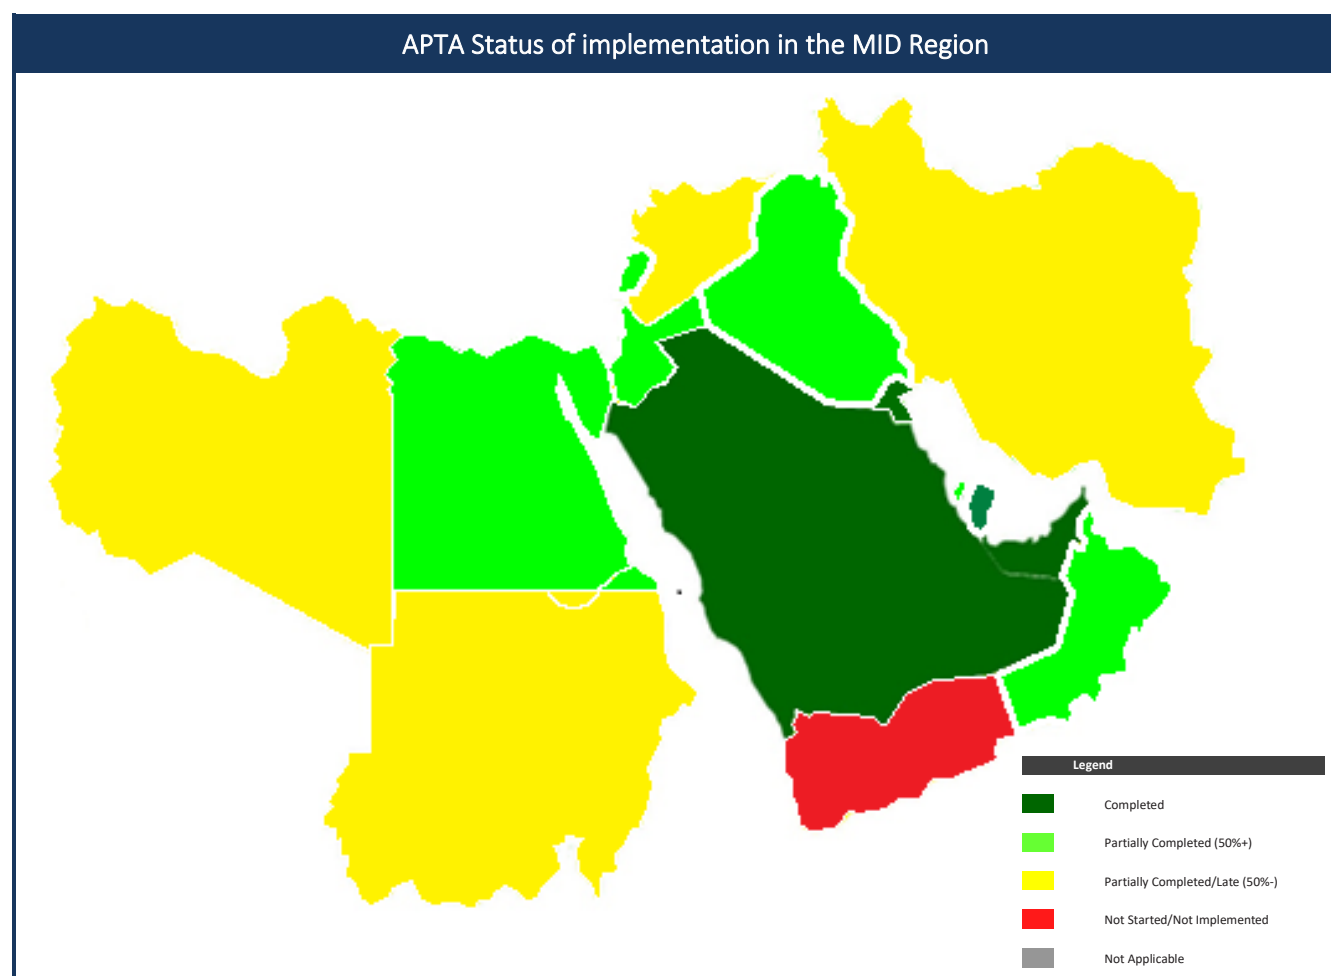 APTA Status of implementation in the MID Region
Legend
Completed
Partially Completed (50%+)
Partially Completed/Late (50%-)
Not Started/Not Implemented
Not Applicable